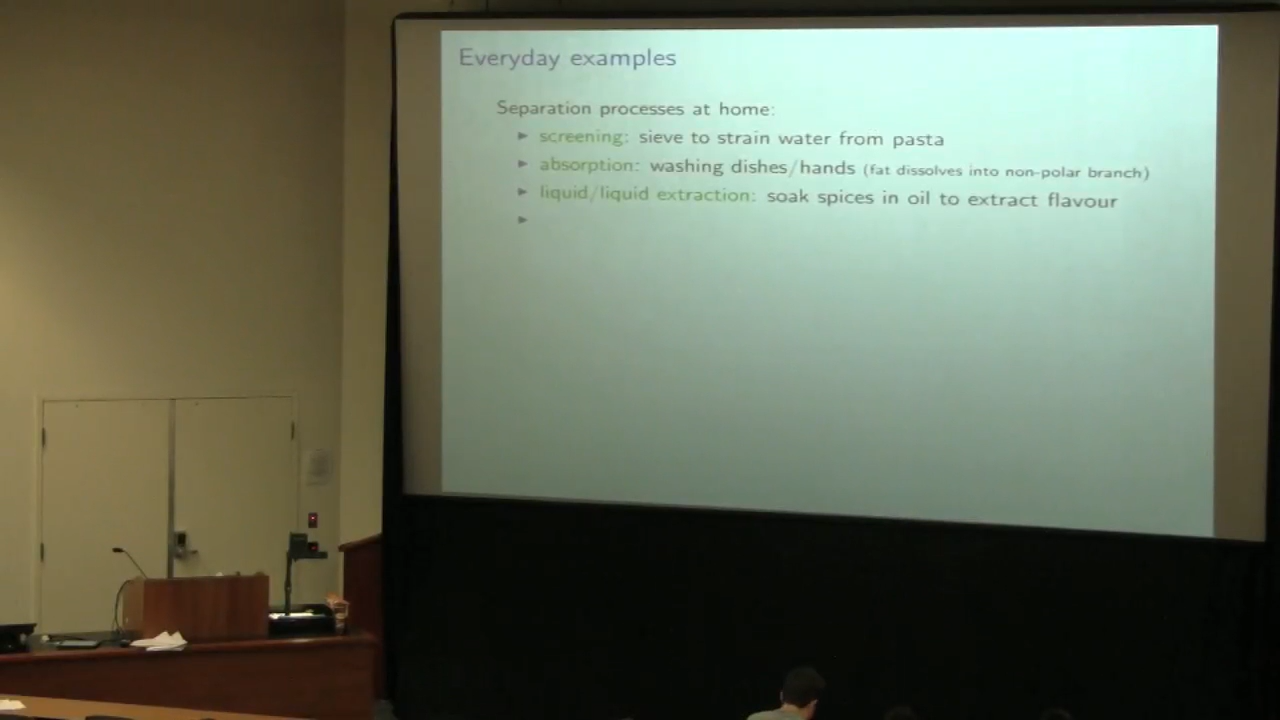 Everyday examples
Separation processes at home:
▶ screening: sieve to strain water from pasta
▶ absorption: washing dishes/hands (fat dissolves into non-polar branch)
▶ liquid/liquid extraction: soak spices in oil to extract flavour
▶